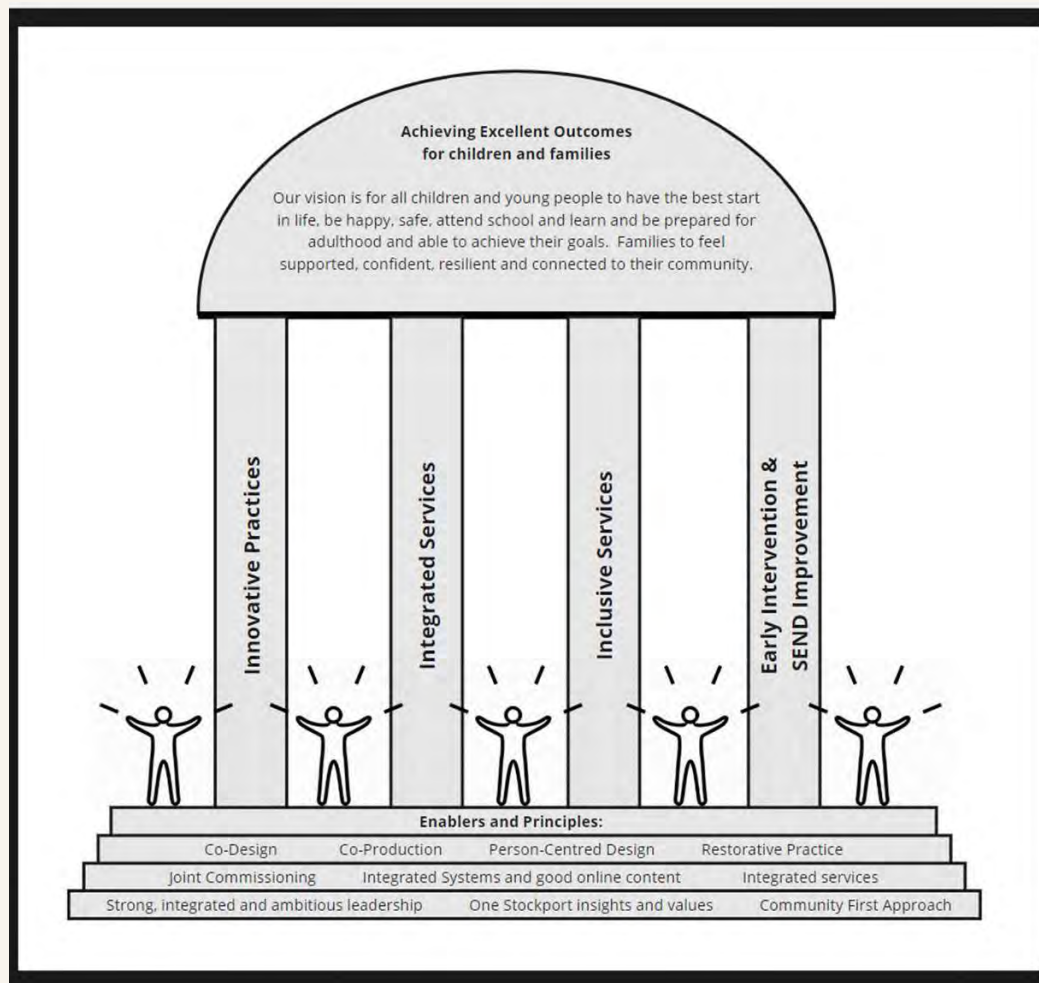 Achieving Excellent Outcomes
for children and families
Our vision is for all children and young people to have the best start
in life, be happy, safe, attend school and learn and be prepared for
adulthood and able to achieve their goals.  Families to feel
supported, confident, resilient and connected to their community.
Innovative Practices
Integrated Services
Inclusive Services
Early Intervention &
SEND Improvement
Enablers and Principles:
Co-Design Co-Production Person-Centred Design Restorative Practice
Joint Commissioning Integrated Systems and good online content Integrated services
Strong, integrated and ambitious leadership One Stockport insights and values Community First Approach